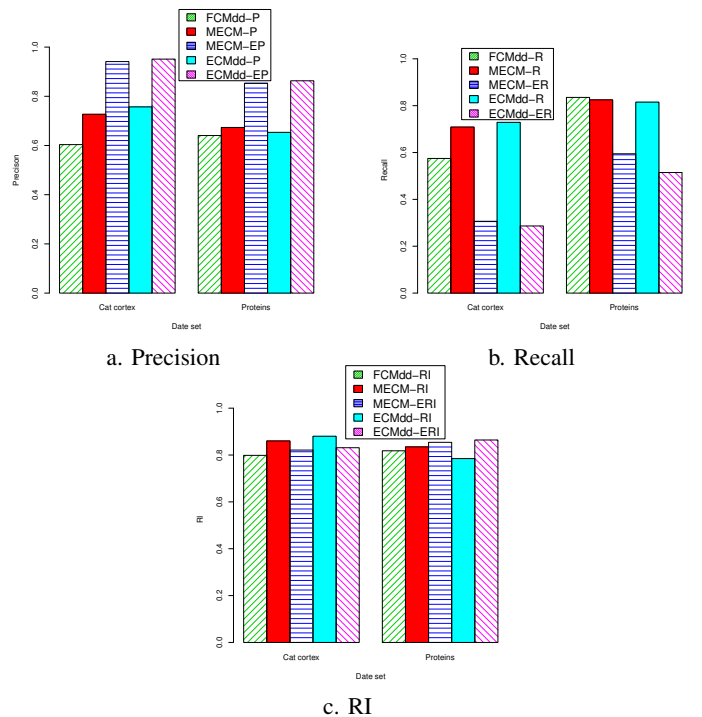 FCMdd-P
MECM-P
MECM-EP
ECMdd-P
ECMdd-EP
Precison
0.0
0.2
0.4
0.6
0.8
1.0
Cat cortex
Proteins
Date set
a. Precision
FCMdd-R
MECM-R
MECM-ER
ECMdd-R
ECMdd-ER
Recall
0.0
0.2
0.4
0.6
0.8
1.0
Cat cortex
Proteins
Date set
b. Recall
FCMdd-RI
MECM-RI
MECM-ERI
ECMdd-RI
ECMdd-ERI
RI
0.0
0.2
0.4
0.6
0.8
1.0
Cat cortex
Proteins
Date set
c. RI